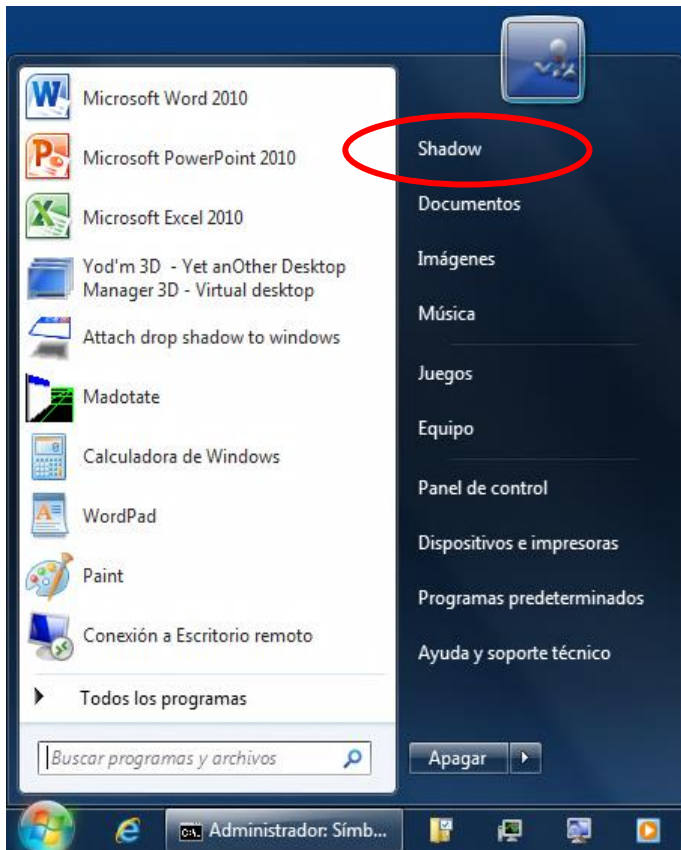 Microsoft Word 2010
Microsoft PowerPoint 2010
Microsoft Excel 2010
Yod'm 3D - Yet anOther Desktop
Manager 3D - Virtual desktop
Attach drop shadow to windows
Madotate
Calculadora de Windows
WordPad
Paint
Conexión a Escritorio remoto
Todos los programas
Buscar programas y archivos
Shadow
Documentos
Imágenes
Música
Juegos
Equipo
Panel de control
Dispositivos e impresoras
Programas predeterminados
Ayuda y soporte técnico
Apagar
Administrador: Símb...